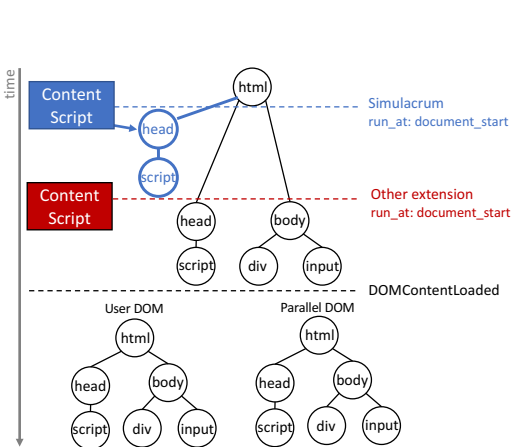 time
html
Content
Script
Simulacrum
run_at: document_start
head
script
Content
Script
Other extension
run_at: document_start
head
body
script
div
input
DOMContentLoaded
User DOM
Parallel DOM
html
html
head
body
head
body
script
div
input
script
div
input